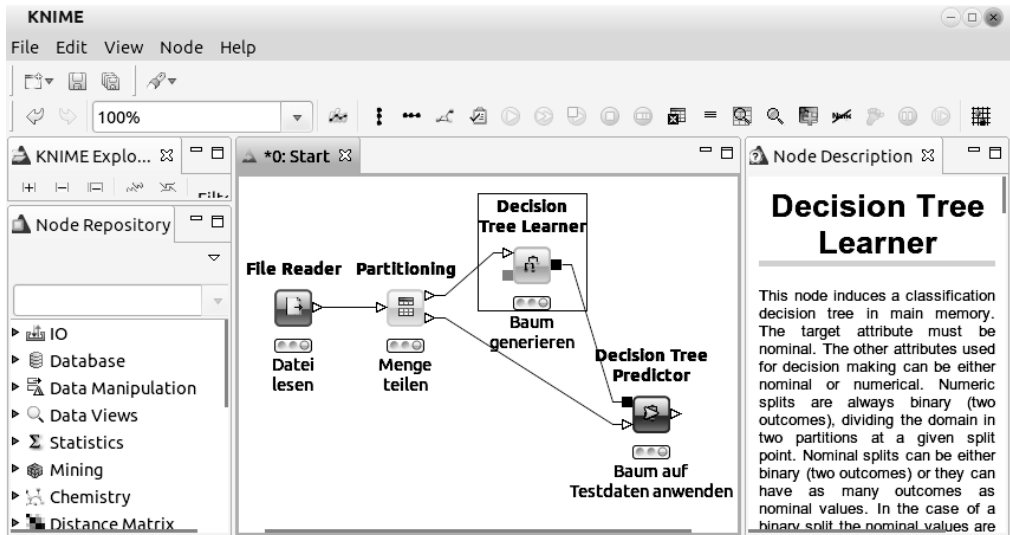 KNIME
File Edit View Node Help
100%
KNIME Explo...
Node Repository
IO
Database
Data Manipulation
Data Views
Σ Statistics
Mining
Chemistry
Distance Matrix
*0: Start
File Reader
Datei
lesen
Partitioning
Menge
teilen
Decision
Tree Learner
Baum
generieren
Decision Tree
Predictor
Baum auf
Testdaten anwenden
Node Description
Decision Tree
Learner
This node induces a classification
decision tree in main memory.
The target attribute must be
nominal. The other attributes used
for decision making can be either
nominal or numerical. Numeric
splits are always binary (two
outcomes), dividing the domain in
two partitions at a given split
point. Nominal splits can be either
binary (two outcomes) or they can
have as many outcomes as
nominal values. In the case of a
binary split the nominal values are